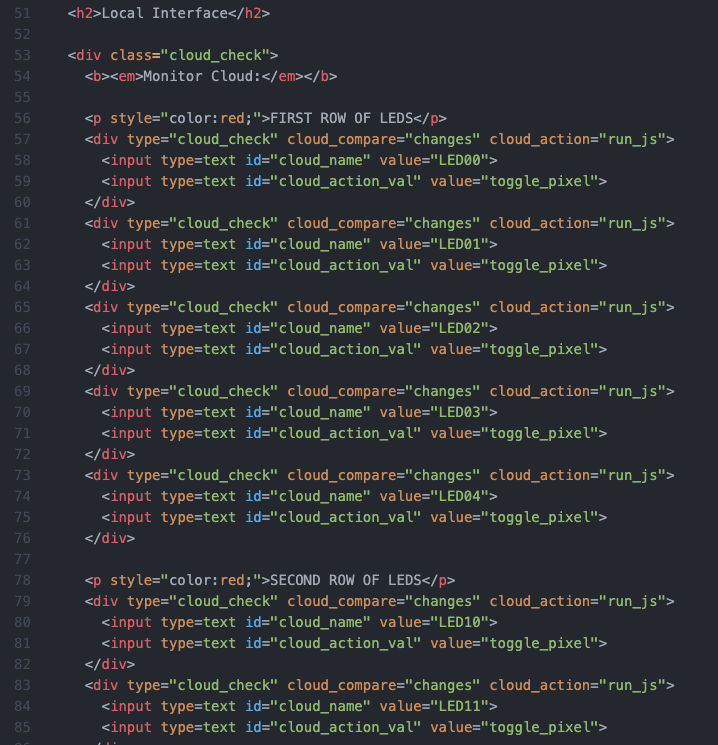 51 <h2>Local Interface</h2>
52
53 <div class="cloud_check">
54 <b><em>Monitor Cloud:</em></b>
55
56 <p style="color:red;">FIRST ROW OF LEDS</p>
57 <div type="cloud_check" cloud_compare="changes" cloud_action="run_js">
58 <input type=text id="cloud_name" value="LED00">
59 <input type=text id="cloud_action_val" value="toggle_pixel">
60 </div>
61 <div type="cloud_check" cloud_compare="changes" cloud_action="run_js">
62 <input type=text id="cloud_name" value="LED01">
63 <input type=text id="cloud_action_val" value="toggle_pixel">
64 </div>
65 <div type="cloud_check" cloud_compare="changes" cloud_action="run_js">
66 <input type=text id="cloud_name" value="LED02">
67 <input type=text id="cloud_action_val" value="toggle_pixel">
68 </div>
69 <div type="cloud_check" cloud_compare="changes" cloud_action="run_js">
70 <input type=text id="cloud_name" value="LED03">
71 <input type=text id="cloud_action_val" value="toggle_pixel">
72 </div>
73 <div type="cloud_check" cloud_compare="changes" cloud_action="run_js">
74 <input type=text id="cloud_name" value="LED04">
75 <input type=text id="cloud_action_val" value="toggle_pixel">
76 </div>
77
78 <p style="color:red;">SECOND ROW OF LEDS</p>
79 <div type="cloud_check" cloud_compare="changes" cloud_action="run_js">
80 <input type=text id="cloud_name" value="LED10">
81 <input type=text id="cloud_action_val" value="toggle_pixel">
82 </div>
83 <div type="cloud_check" cloud_compare="changes" cloud_action="run_js">
84 <input type=text id="cloud_name" value="LED11">
85 <input type=text id="cloud_action_val" value="toggle_pixel">